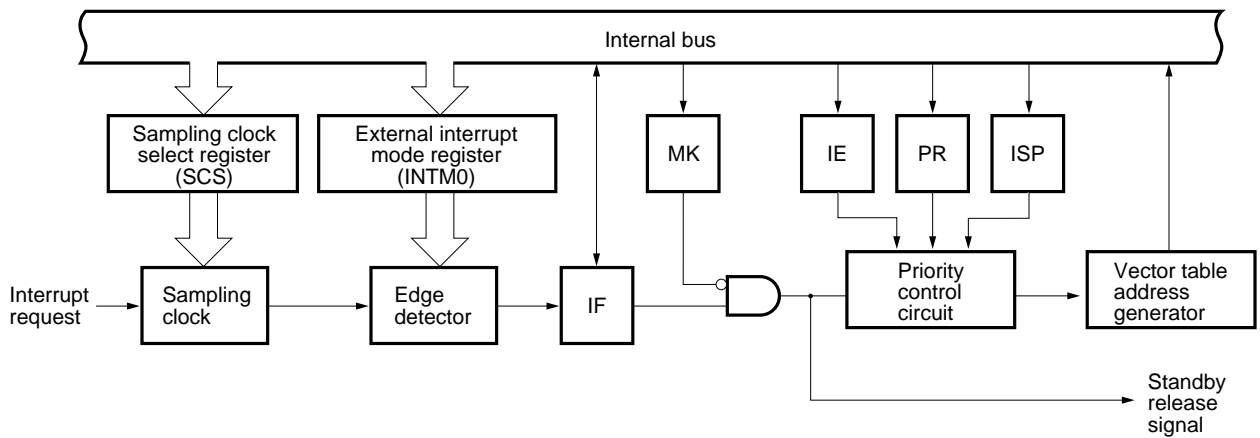 Internal bus
Sampling clock
select register
(SCS)
External interrupt
mode register
(INTM0)
MK
IE
PR
ISP
Interrupt
request
Sampling
clock
Edge
detector
IF
Priority
control
circuit
Vector table
address
generator
Standby
release
signal